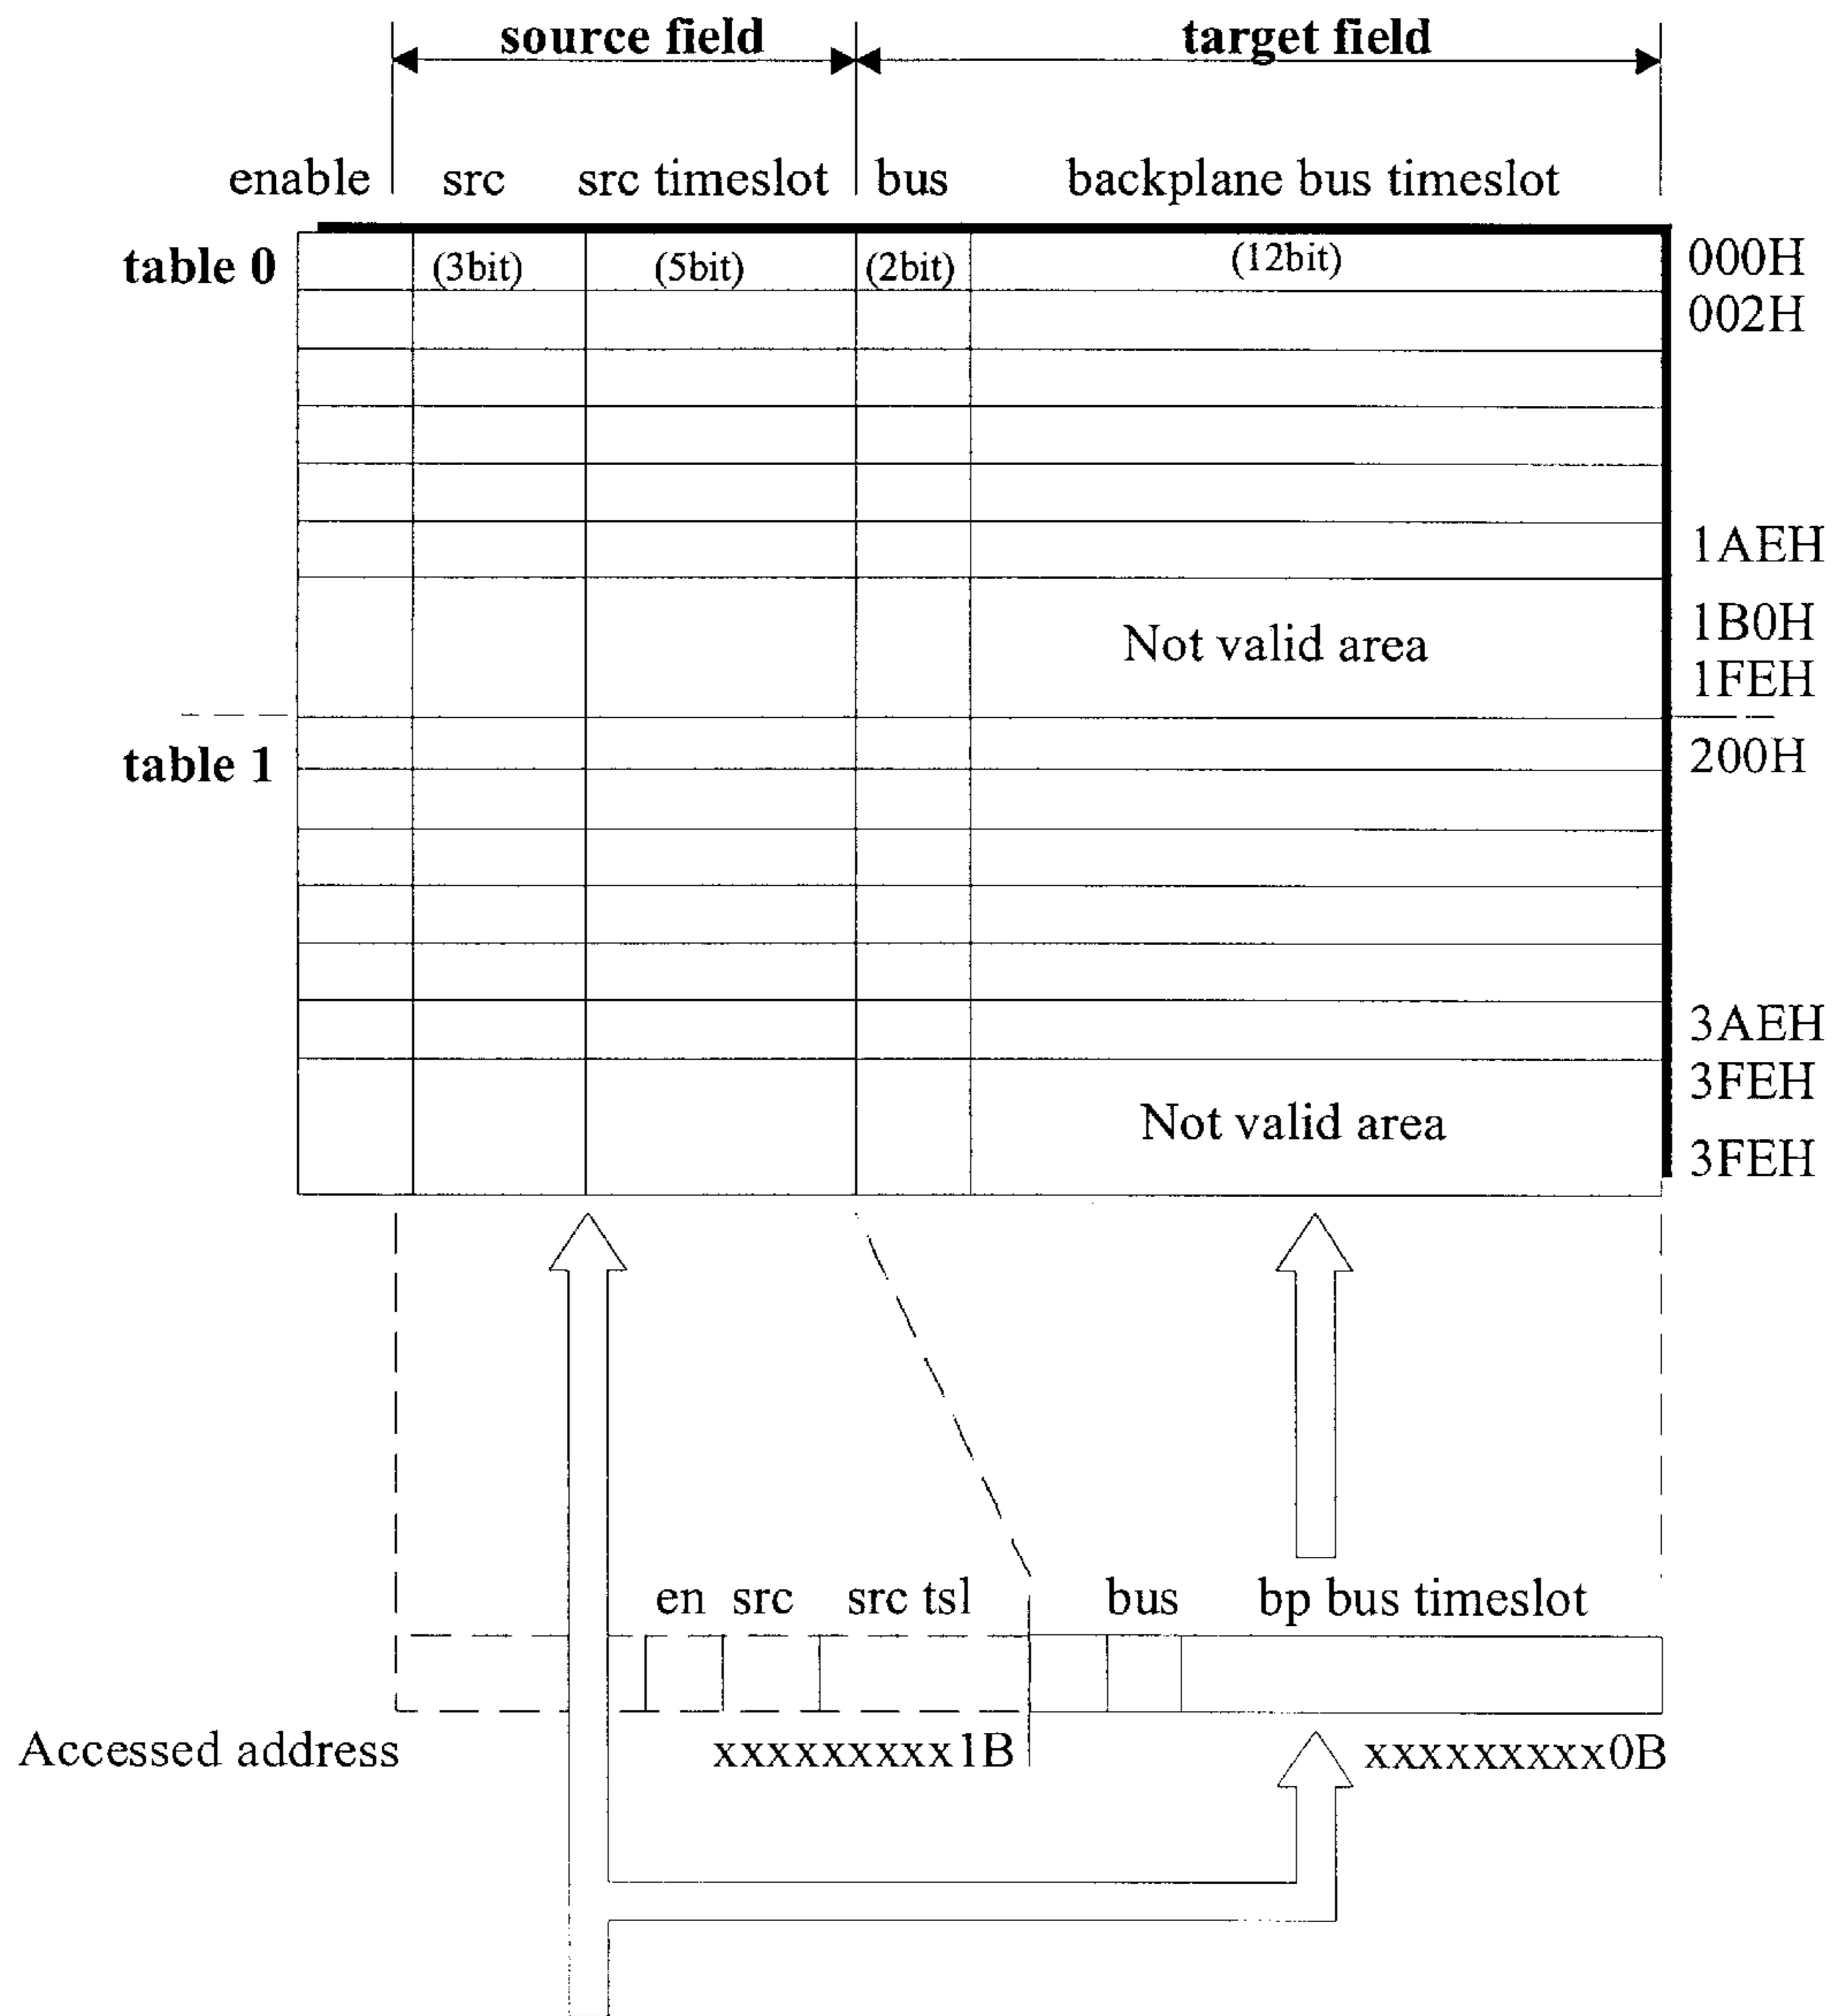 source field target field
enable src src timeslot bus backplane bus timeslot
table 0 (3bit) (5bit) (2bit) (12bit) 000H
002H
1AEH
Not valid area 1B0H
1FEH
table 1 200H
3AEH
3FEH
Not valid area
3FEH
en src src tsl bus bp bus timeslot
Accessed address xxxxxxxxx1B xxxxxxxxx0B